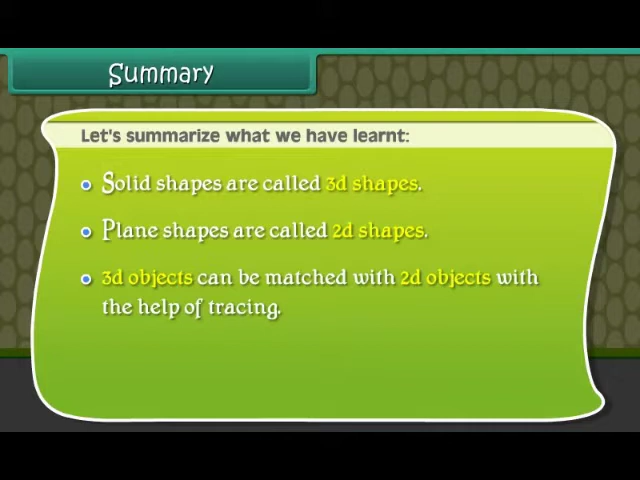 Summary
Let's summarize what we have learnt:
Solid shapes are called 3d shapes.
Plane shapes are called 2d shapes.
3d objects can be matched with 2d objects with
the help of tracing.